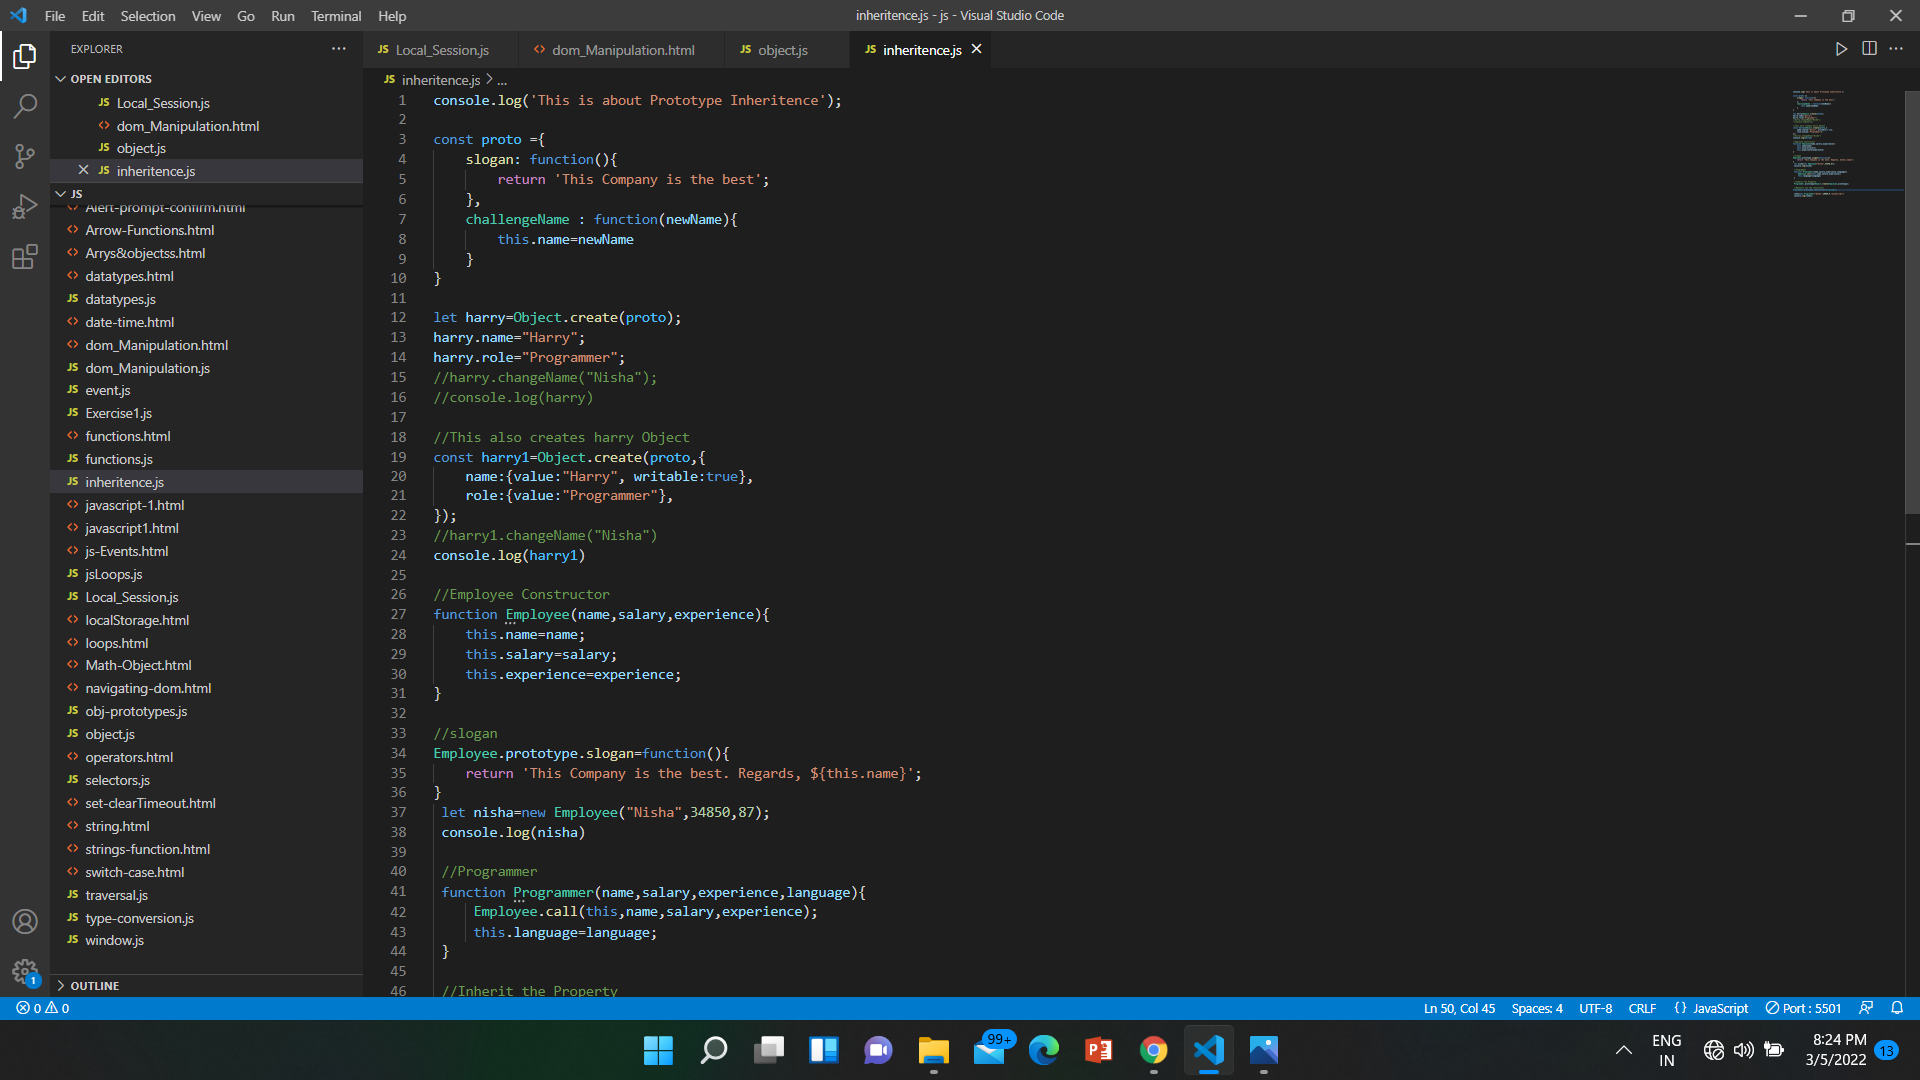 File Edit Selection View Go Run Terminal Help
inheritence.js - js - Visual Studio Code
EXPLORER
OPEN EDITORS
JS Local_Session.js
<> dom_Manipulation.html
JS object.js
JS inheritence.js
JS
Alert-prompt-confirm.html
<> Arrow-Functions.html
<> Arrys&objectss.html
<> datatypes.html
JS datatypes.js
<> date-time.html
<> dom_Manipulation.html
JS dom_Manipulation.js
JS event.js
JS Exercise1.js
<> functions.html
JS functions.js
JS inheritence.js
<> javascript-1.html
<> javascript1.html
<> js-Events.html
JS jsLoops.js
JS Local_Session.js
<> localStorage.html
<> loops.html
<> Math-Object.html
<> navigating-dom.html
JS obj-prototypes.js
JS object.js
<> operators.html
JS selectors.js
<> set-clearTimeout.html
<> string.html
<> strings-function.html
<> switch-case.html
JS traversal.js
JS type-conversion.js
JS window.js
OUTLINE
JS Local_Session.js <> dom_Manipulation.html JS object.js JS inheritence.js
JS inheritence.js > ...
1 console.log('This is about Prototype Inheritence');
2
3 const proto ={
4 slogan: function(){
5 return 'This Company is the best';
6 },
7 challengeName : function(newName){
8 this.name=newName
9 }
10 }
11
12 let harry=Object.create(proto);
13 harry.name="Harry";
14 harry.role="Programmer";
15 //harry.changeName("Nisha");
16 //console.log(harry)
17
18 //This also creates harry Object
19 const harry1=Object.create(proto,{
20 name:{value:"Harry", writable:true},
21 role:{value:"Programmer"},
22 });
23 //harry1.changeName("Nisha")
24 console.log(harry1)
25
26 //Employee Constructor
27 function Employee(name,salary,experience){
28 this.name=name;
29 this.salary=salary;
30 this.experience=experience;
31 }
32
33 //slogan
34 Employee.prototype.slogan=function(){
35 return 'This Company is the best. Regards, ${this.name}';
36 }
37 let nisha=new Employee("Nisha",34850,87);
38 console.log(nisha)
39
40 //Programmer
41 function Programmer(name,salary,experience,language){
42 Employee.call(this,name,salary,experience);
43 this.language=language;
44 }
45
46 //Inherit the Property
1
0 0 Ln 50, Col 45 Spaces: 4 UTF-8 CRLF {} JavaScript Port : 5501
99+
ENG
IN
8:24 PM
3/5/2022
13